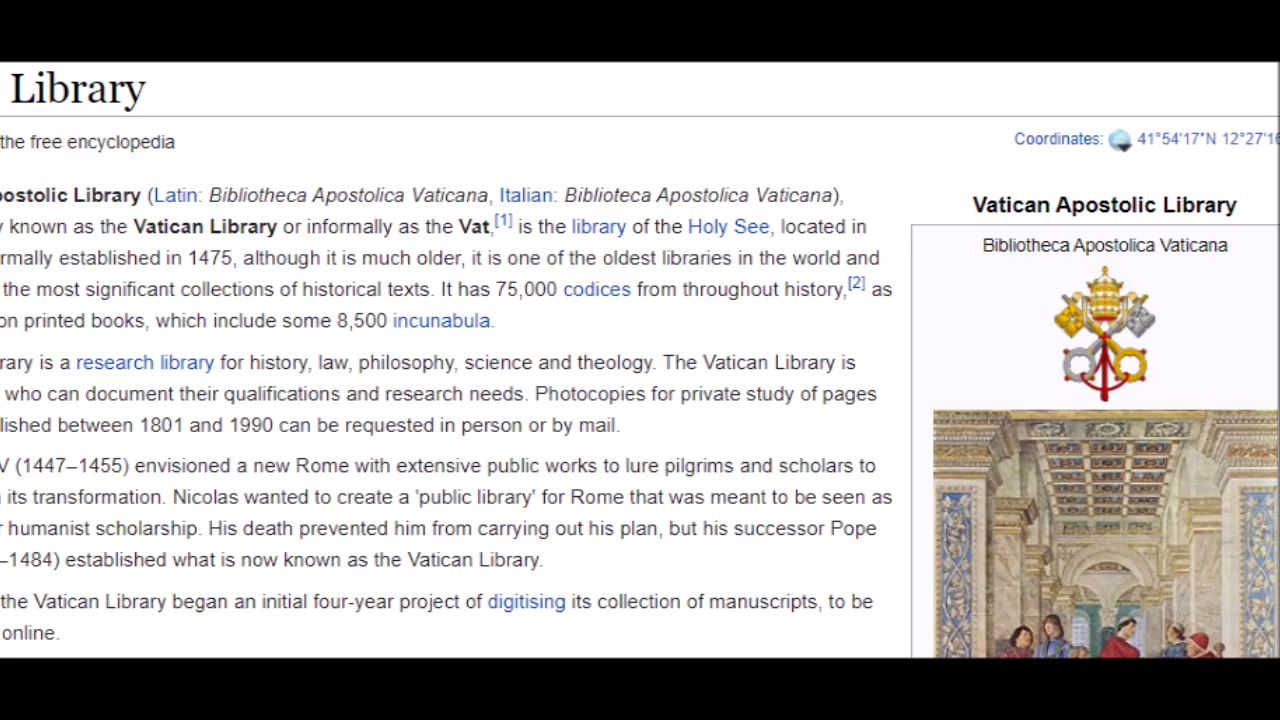 Library
the free encyclopedia
Coordinates: 41°54′17″N 12°27′16
postolic Library (Latin: Bibliotheca Apostolica Vaticana, Italian: Biblioteca Apostolica Vaticana),
y known as the Vatican Library or informally as the Vat,[1] is the library of the Holy See, located in
rmally established in 1475, although it is much older, it is one of the oldest libraries in the world and
the most significant collections of historical texts. It has 75,000 codices from throughout history,[2] as
on printed books, which include some 8,500 incunabula.
rary is a research library for history, law, philosophy, science and theology. The Vatican Library is
who can document their qualifications and research needs. Photocopies for private study of pages
lished between 1801 and 1990 can be requested in person or by mail.
V (1447–1455) envisioned a new Rome with extensive public works to lure pilgrims and scholars to
its transformation. Nicolas wanted to create a 'public library' for Rome that was meant to be seen as
r humanist scholarship. His death prevented him from carrying out his plan, but his successor Pope
–1484) established what is now known as the Vatican Library.
the Vatican Library began an initial four-year project of digitising its collection of manuscripts, to be
online.
Vatican Apostolic Library
Bibliotheca Apostolica Vaticana